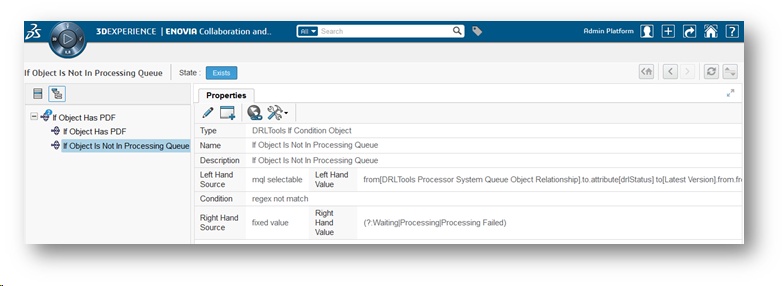 3DEXPERIENCE | ENOVIA Collaboration and.. All Search Admin Platform
If Object Is Not In Processing Queue State : Exists
Properties
If Object Has PDF
If Object Has PDF
If Object Is Not In Processing Queue
Type DRLTools If Condition Object
Name If Object Is Not In Processing Queue
Description If Object Is Not In Processing Queue
Left Hand Source mql selectable Left Hand Value from[DRLTools Processor System Queue Object Relationship].to.attribute[drlStatus] to[Latest Version].from.fr
Condition regex not match
Right Hand Source fixed value Right Hand Value (?:Waiting|Processing|Processing Failed)